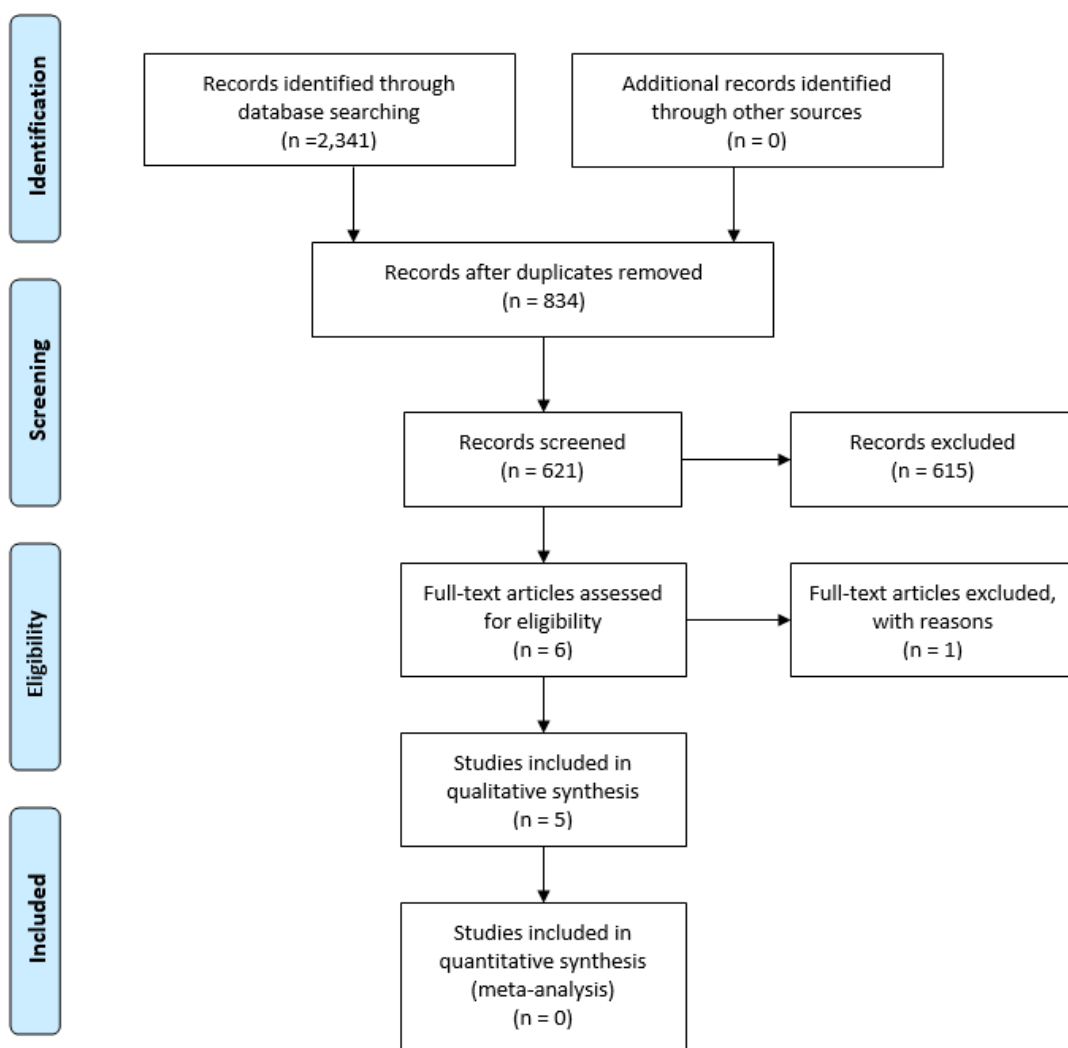 Identification
Records identified through
database searching
(n =2,341)
Additional records identified
through other sources
(n = 0)
Records after duplicates removed
(n = 834)
Screening
Records screened
(n = 621)
Records excluded
(n = 615)
Eligibility
Full-text articles assessed
for eligibility
(n = 6)
Full-text articles excluded,
with reasons
(n = 1)
Studies included in
qualitative synthesis
(n = 5)
Included
Studies included in
quantitative synthesis
(meta-analysis)
(n = 0)